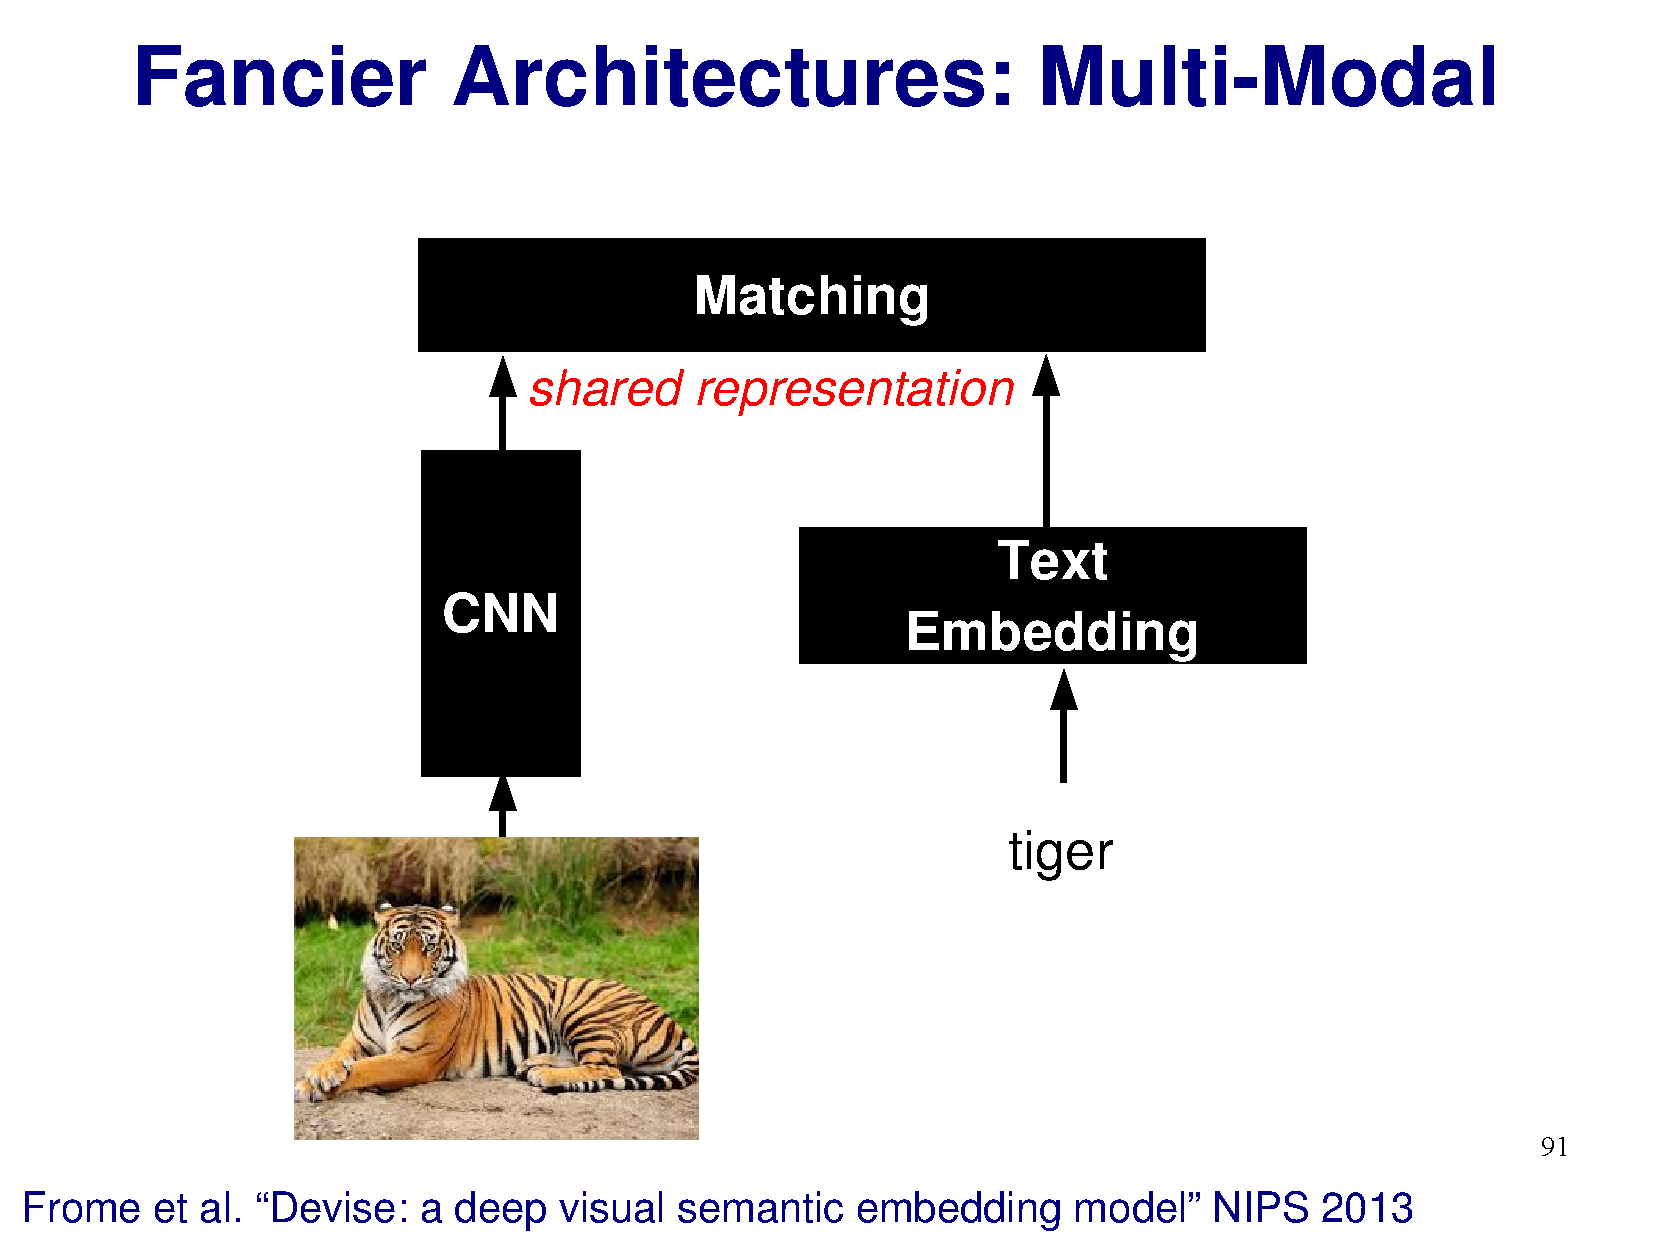 Fancier Architectures: Multi-Modal
Matching
shared representation
CNN
Text
Embedding
tiger
91
Frome et al. “Devise: a deep visual semantic embedding model” NIPS 2013